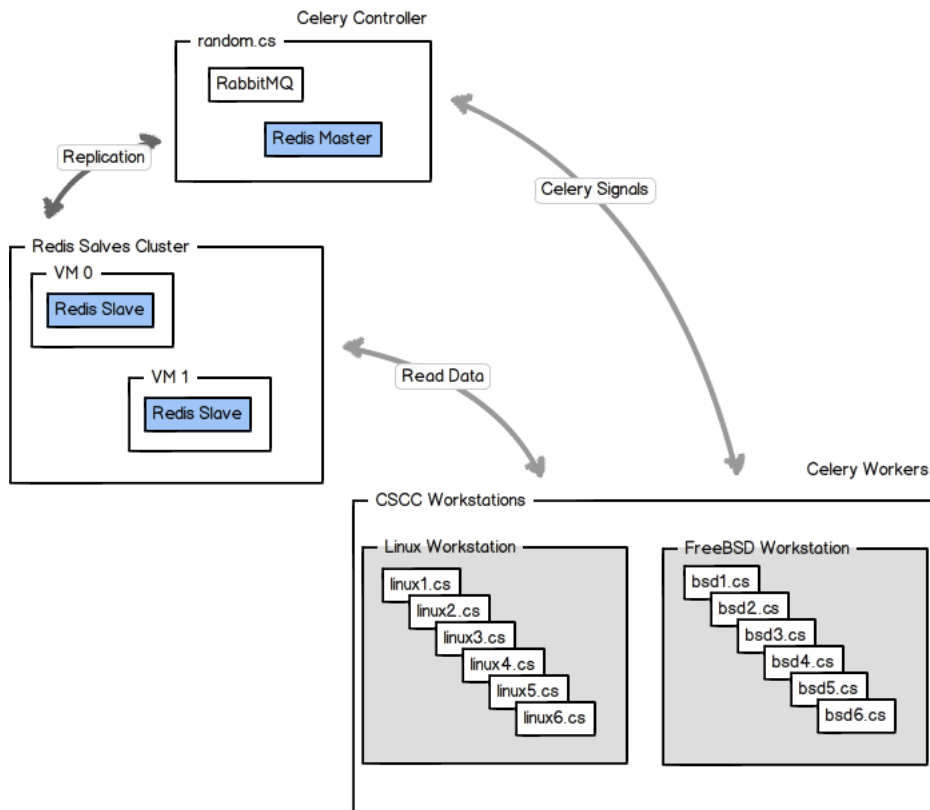 Celery Controller
random.cs
RabbitMQ
Redis Master
Replication
Celery Signals
Redis Salves Cluster
VM 0
Redis Slave
VM 1
Redis Slave
Read Data
Celery Workers
CSCC Workstations
Linux Workstation
linux1.cs
linux2.cs
linux3.cs
linux4.cs
linux5.cs
linux6.cs
FreeBSD Workstation
bsd1.cs
bsd2.cs
bsd3.cs
bsd4.cs
bsd5.cs
bsd6.cs